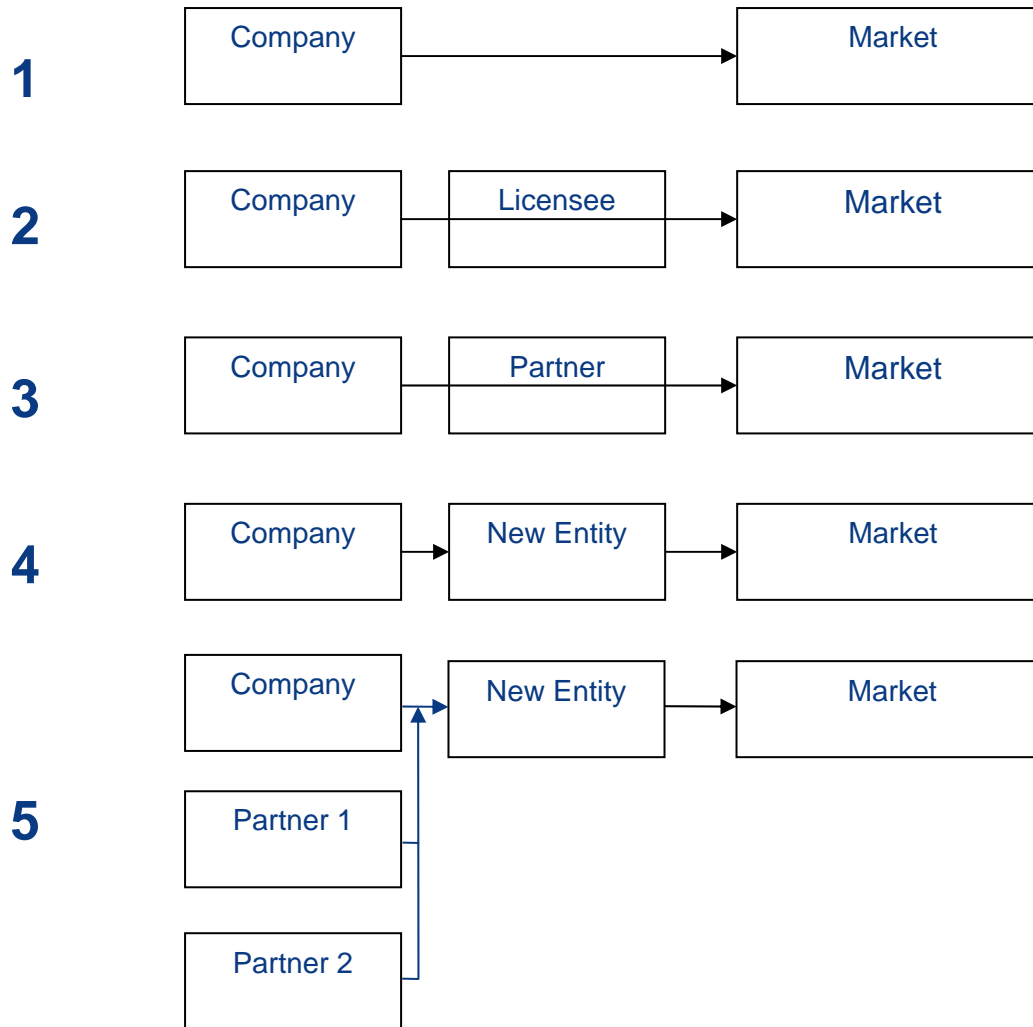 1
Company
Market
2
Company
Licensee
Market
3
Company
Partner
Market
4
Company
New Entity
Market
5
Company
New Entity
Market
Partner 1
Partner 2